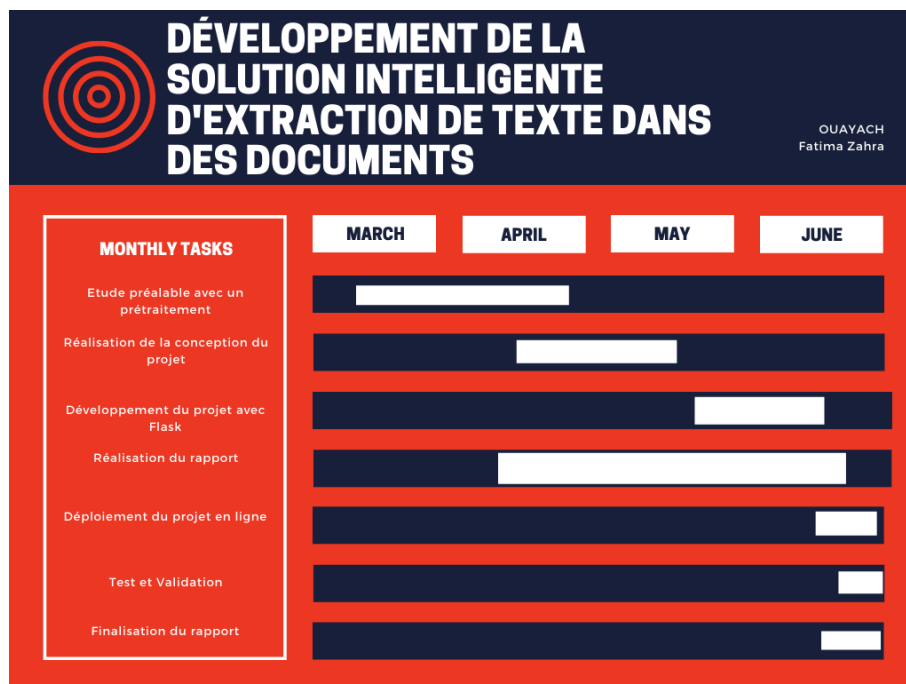 DÉVELOPPEMENT DE LA
SOLUTION INTELLIGENTE
D'EXTRACTION DE TEXTE DANS
DES DOCUMENTS
OUAYACH
Fatima Zahra
MONTHLY TASKS
MARCH
APRIL
MAY
JUNE
Etude préalable avec un
prétraitement
Réalisation de la conception du
projet
Développement du projet avec
Flask
Réalisation du rapport
Déploiement du projet en ligne
Test et Validation
Finalisation du rapport